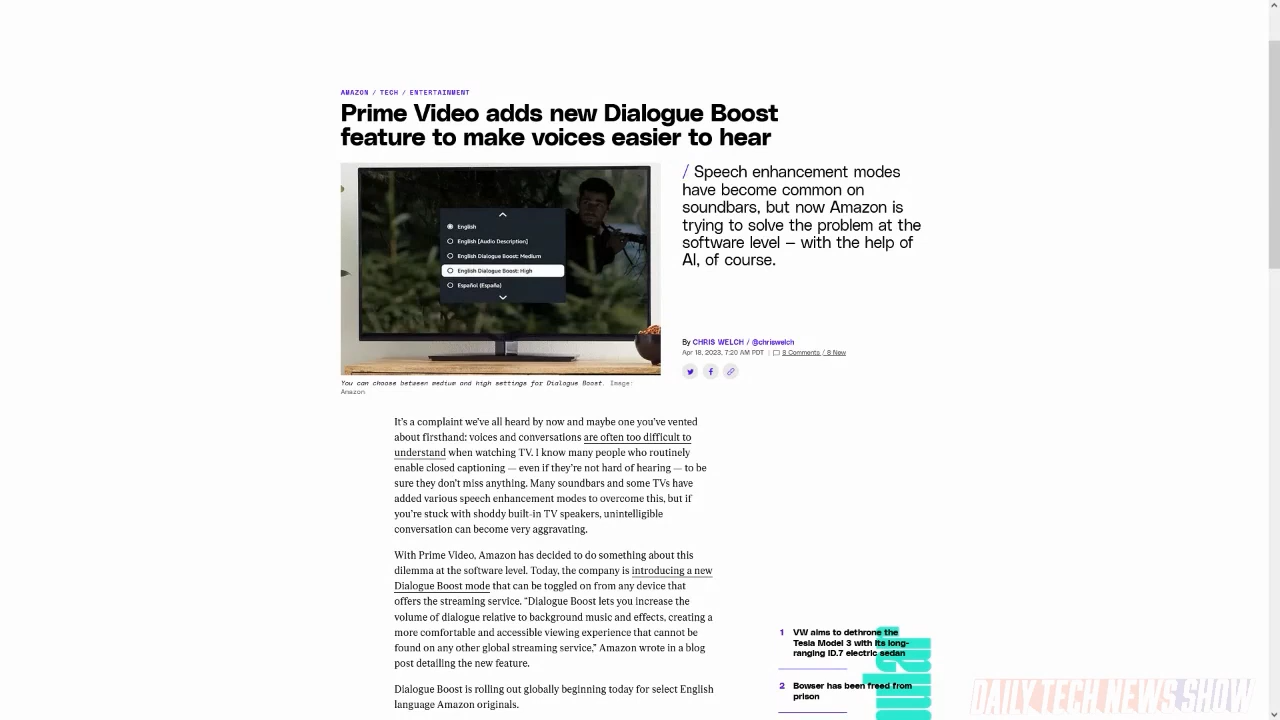 AMAZON / TECH / ENTERTAINMENT
Prime Video adds new Dialogue Boost
feature to make voices easier to hear
English
English [Audio Description]
English Dialogue Boost: Medium
English Dialogue Boost: High
Español (España)
You can choose between medium and high settings for Dialogue Boost. Image:
Amazon
/ Speech enhancement modes
have become common on
soundbars, but now Amazon is
trying to solve the problem at the
software level — with the help of
AI, of course.
By CHRIS WELCH / @chriswelch
Apr 18, 2023, 7:20 AM PDT | 8 Comments / 8 New
It's a complaint we've all heard by now and maybe one you've vented
about firsthand: voices and conversations are often too difficult to
understand when watching TV. I know many people who routinely
enable closed captioning — even if they're not hard of hearing — to be
sure they don't miss anything. Many soundbars and some TVs have
added various speech enhancement modes to overcome this, but if
you're stuck with shoddy built-in TV speakers, unintelligible
conversation can become very aggravating.
With Prime Video, Amazon has decided to do something about this
dilemma at the software level. Today, the company is introducing a new
Dialogue Boost mode that can be toggled on from any device that
offers the streaming service. "Dialogue Boost lets you increase the
volume of dialogue relative to background music and effects, creating a
more comfortable and accessible viewing experience that cannot be
found on any other global streaming service," Amazon wrote in a blog
post detailing the new feature.
Dialogue Boost is rolling out globally beginning today for select English
language Amazon originals.
1 VW aims to dethrone the
Tesla Model 3 with its long-
ranging ID.7 electric sedan
2 Bowser has been freed from
prison
DAILY TECH NEWS SHOW